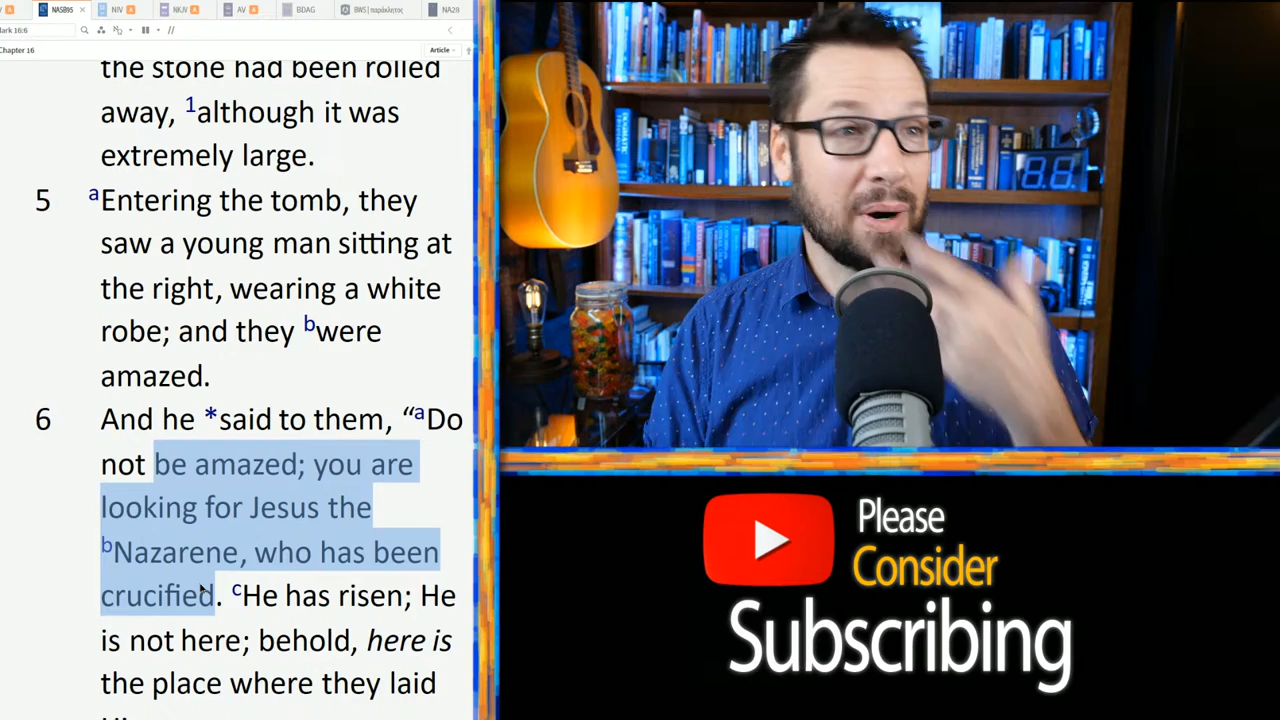 NASB95 NIV NKJV AV BDAG BWS | παράκλητος NA28
ark 16:6
Chapter 16
Article
the stone had been rolled
away, 1although it was
extremely large.
5 aEntering the tomb, they
saw a young man sitting at
the right, wearing a white
robe; and they bwere
amazed.
6 And he *said to them, “aDo
not be amazed; you are
looking for Jesus the
bNazarene, who has been
crucified. cHe has risen; He
is not here; behold, here is
the place where they laid
Please
Consider
Subscribing